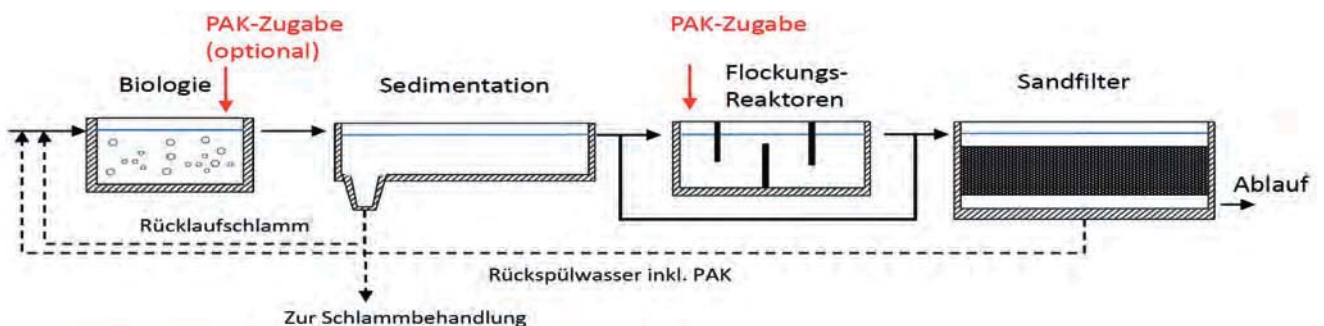 PAK-Zugabe
(optional)
PAK-Zugabe
Biologie
Sedimentation
Flockungs-
Reaktoren
Sandfilter
Ablauf
Rücklaufschlamm
Rückspülwasser inkl. PAK
Zur Schlammbehandlung